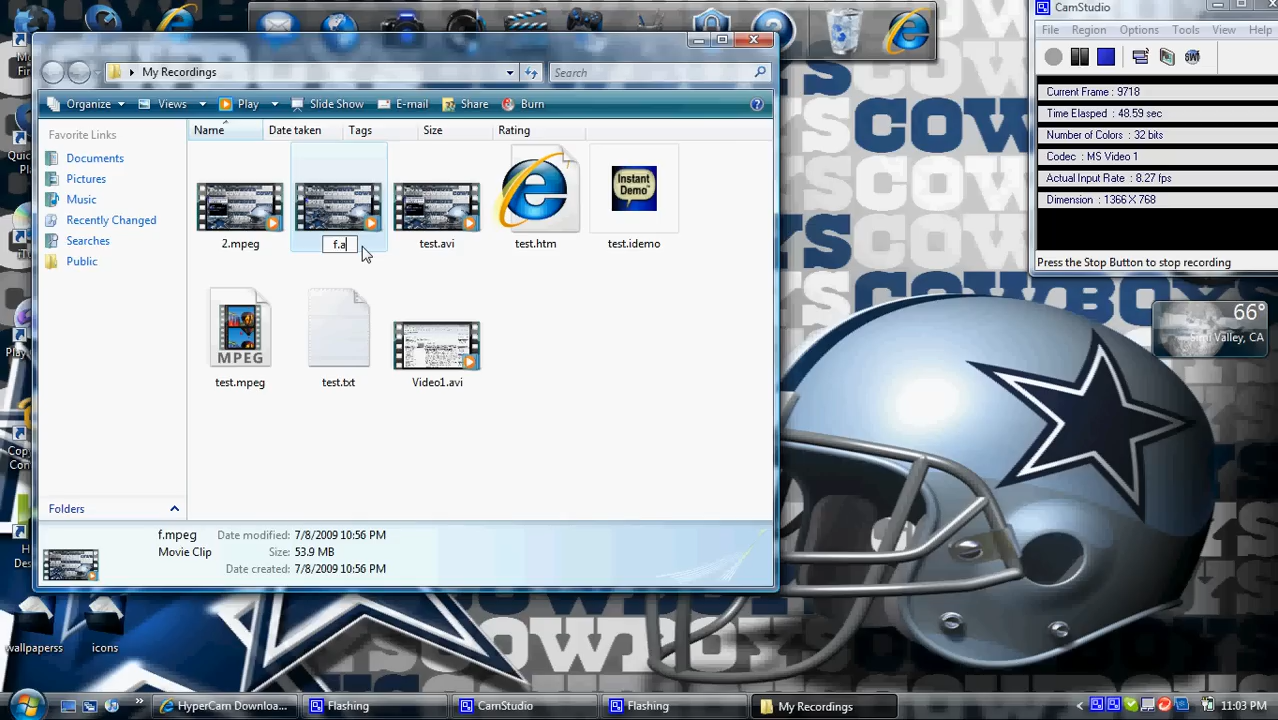 CamStudio
File Region Options Tools View Help
Current Frame : 9718
Time Elasped : 48.59 sec
Number of Colors : 32 bits
Codec : MS Video 1
Actual Input Rate : 8.27 fps
Dimension : 1366 X 768
Press the Stop Button to stop recording
My Recordings
Search
Organize Views Play Slide Show E-mail Share Burn
Favorite Links
Documents
Pictures
Music
Recently Changed
Searches
Public
Folders
Name Date taken Tags Size Rating
Instant
Demo
2.mpeg f.a test.avi test.htm test.idemo
MPEG
test.mpeg test.txt Video1.avi
f.mpeg Date modified: 7/8/2009 10:56 PM
Movie Clip Size: 53.9 MB
Date created: 7/8/2009 10:56 PM
66°
COWBOYS
COWBOYS
COWBOYS
wallpaperss icons
HyperCam Downloa... Flashing CamStudio Flashing My Recordings 11:03 PM